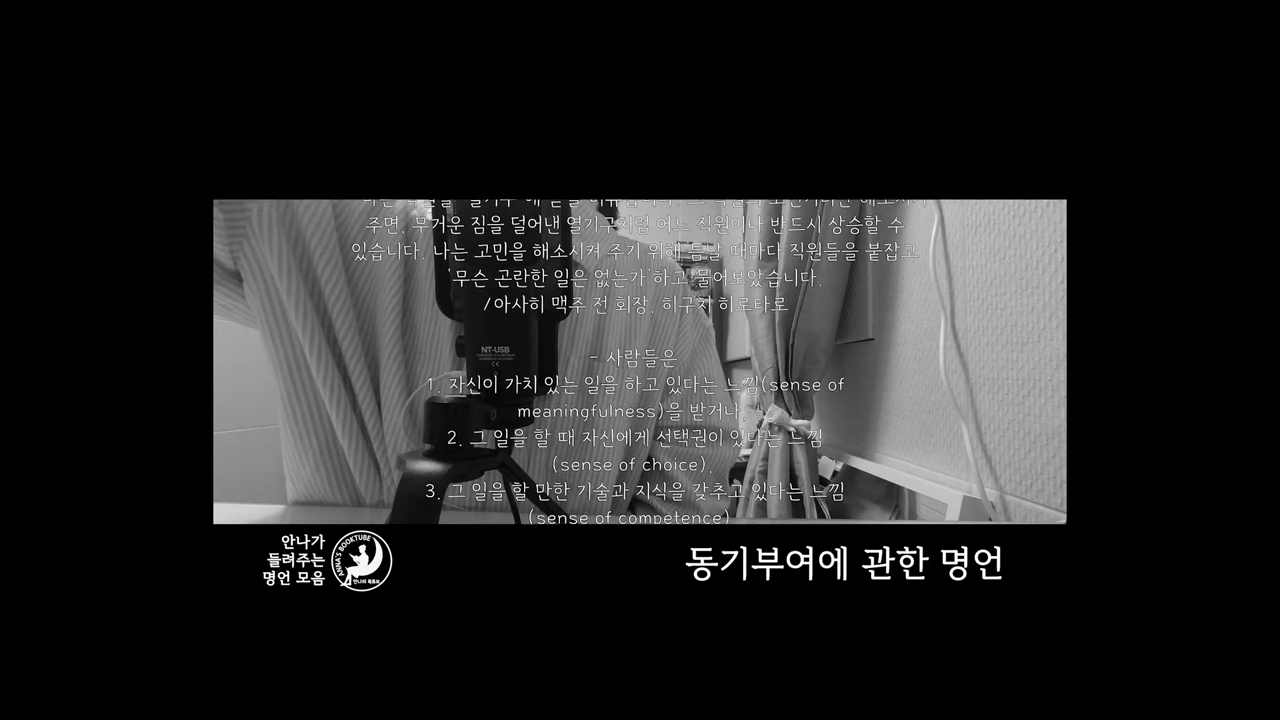 주면, 무거운 짐을 덜어낸 열기구처럼 어느 직원이나 반드시 상승할 수
있습니다. 나는 고민을 해소시켜 주기 위해 틈날 때마다 직원들을 붙잡고
'무슨 곤란한 일은 없는가'하고 물어보았습니다.
/아사히 맥주 전 회장, 히구치 히로타로
NT-USB
- 사람들은
1. 자신이 가치 있는 일을 하고 있다는 느낌(sense of
meaningfulness)을 받거나,
2. 그 일을 할 때 자신에게 선택권이 있다는 느낌
(sense of choice),
3. 그 일을 할 만한 기술과 지식을 갖추고 있다는 느낌
(sense of competence)
안나가
들려주는
명언 모음
ANNA'S BOOKTUBE
안나의 북튜브
동기부여에 관한 명언